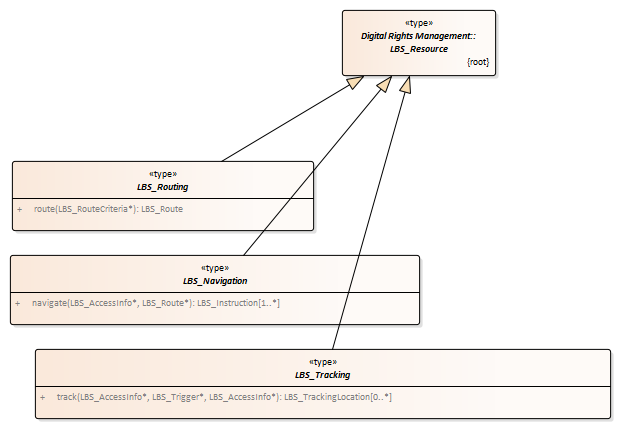 «type»
Digital Rights Management::
LBS_Resource
{root}
«type»
LBS_Routing
+ route(LBS_RouteCriteria*): LBS_Route
«type»
LBS_Navigation
+ navigate(LBS_AccessInfo*, LBS_Route*): LBS_Instruction[1..*]
«type»
LBS_Tracking
+ track(LBS_AccessInfo*, LBS_Trigger*, LBS_AccessInfo*): LBS_TrackingLocation[0..*]